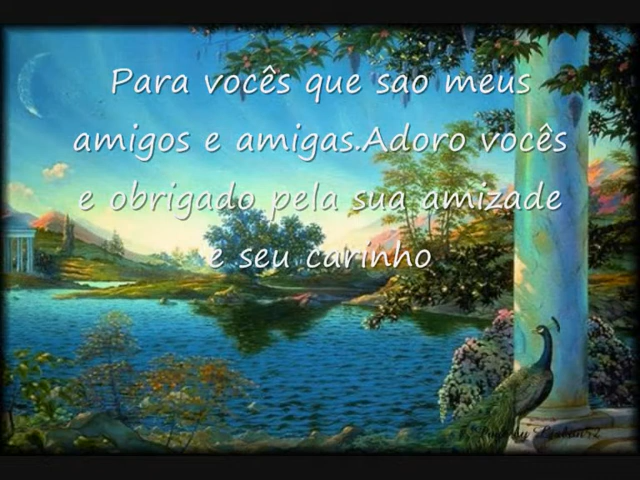 Para vocês que sao meus
amigos e amigas.Adoro vocês
e obrigado pela sua amizade
e seu carinho